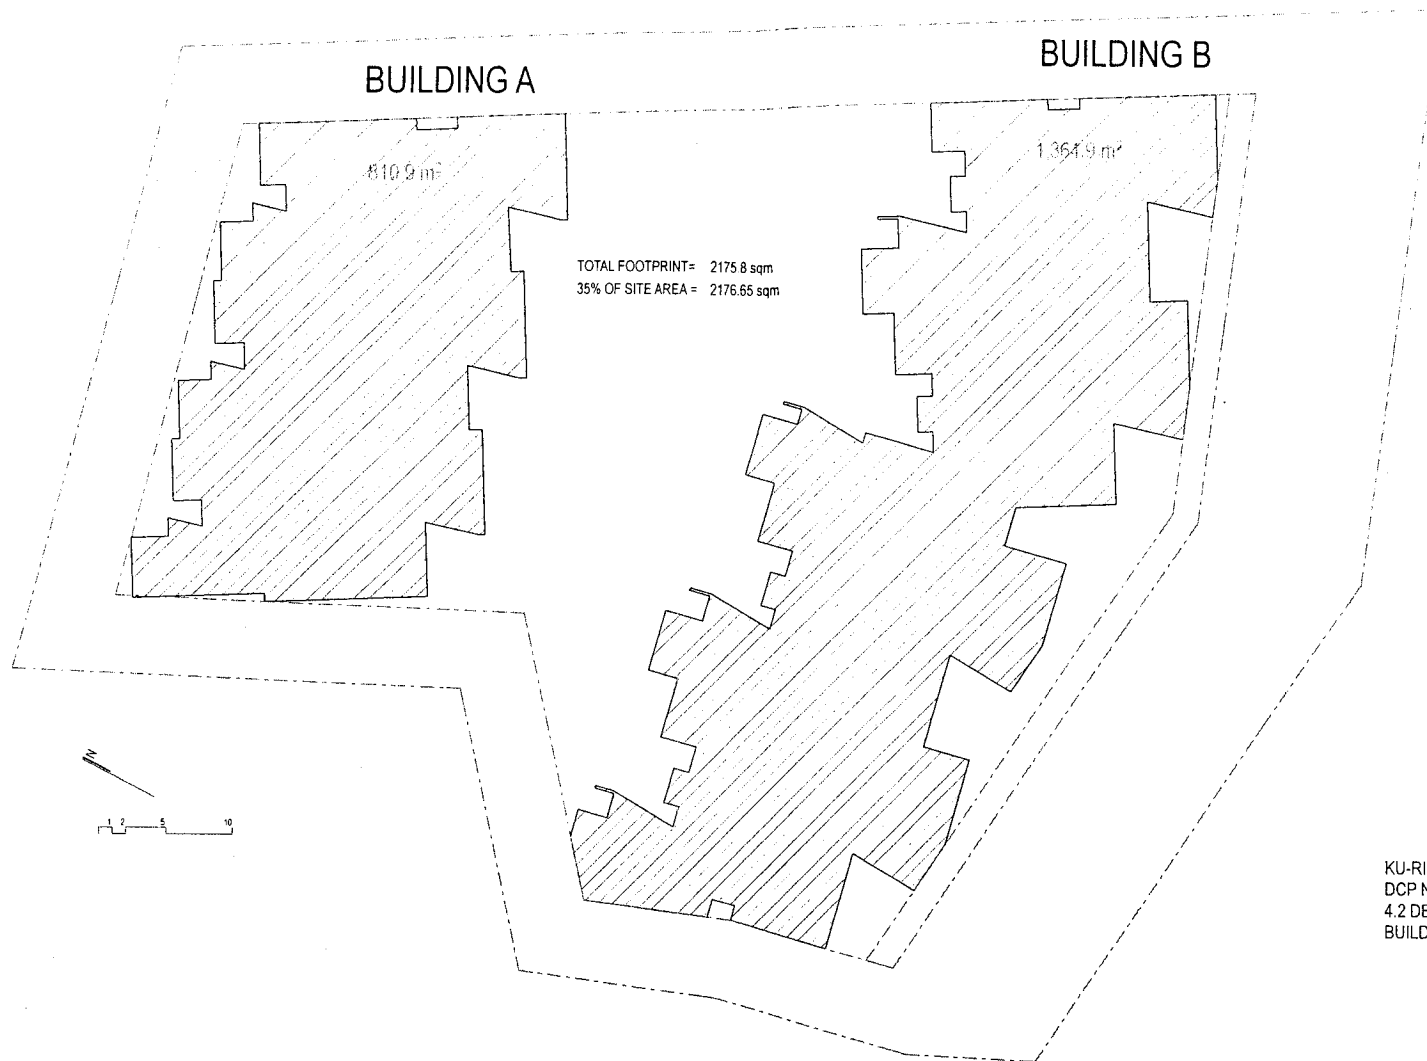 BUILDING A
BUILDING B
810.9 m²
1,364.9 m²
TOTAL FOOTPRINT= 2175.8 sqm
35% OF SITE AREA = 2176.65 sqm
N
1 2 5 10
KU-RI
DCP N
4.2 DE
BUILD